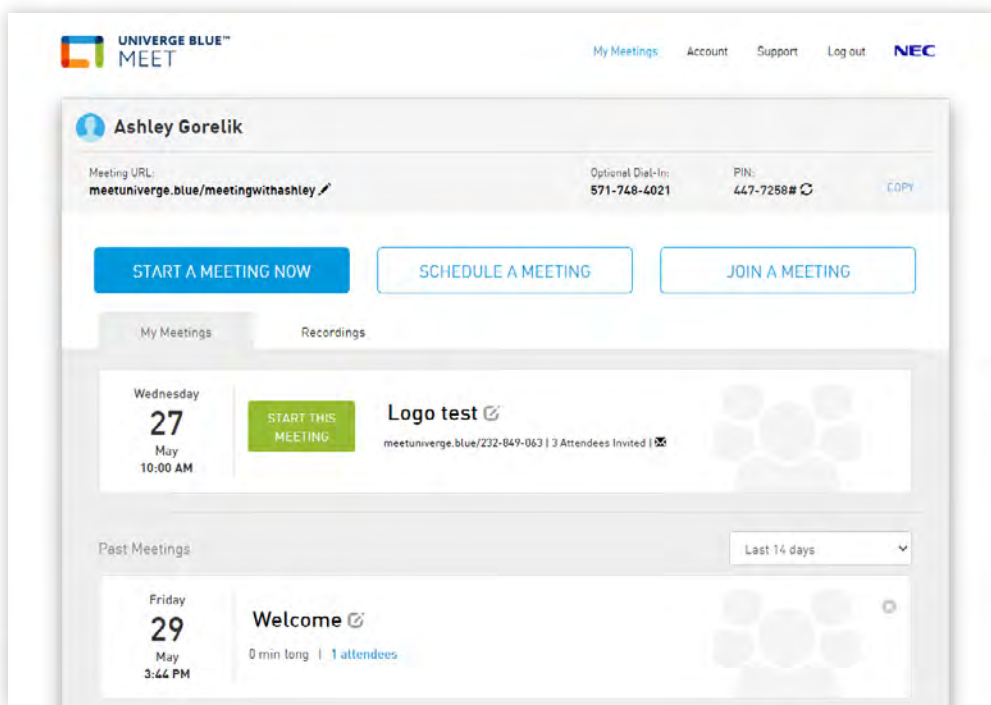 UNIVERGE BLUE™
MEET
My Meetings Account Support Log out NEC
Ashley Gorelik
Meeting URL:
meetuniverge.blue/meetingwithashley
Optional Dial-In:
571-748-4021
PIN:
447-7258#
COPY
START A MEETING NOW
SCHEDULE A MEETING
JOIN A MEETING
My Meetings Recordings
Wednesday
27
May
10:00 AM
START THIS
MEETING
Logo test
meetuniverge.blue/232-849-063 | 3 Attendees Invited |
Past Meetings
Last 14 days
Friday
29
May
3:44 PM
Welcome
0 min long | 1 attendees